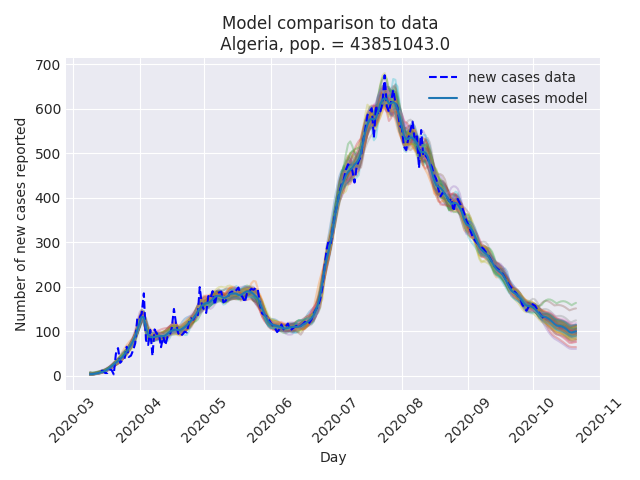 Model comparison to data
Algeria, pop. = 43851043.0
new cases data
new cases model
Number of new cases reported
700
600
500
400
300
200
100
0
2020-03
2020-04
2020-05
2020-06
2020-07
2020-08
2020-09
2020-10
2020-11
Day